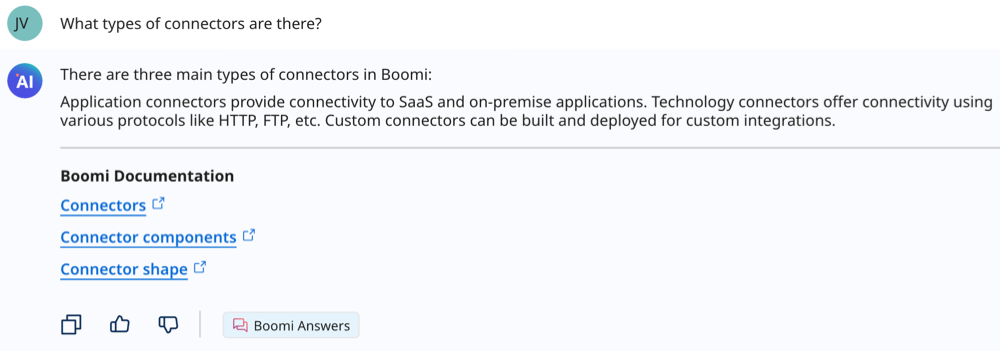 JV
What types of connectors are there?
AI
There are three main types of connectors in Boomi:
Application connectors provide connectivity to SaaS and on-premise applications. Technology connectors offer connectivity using
various protocols like HTTP, FTP, etc. Custom connectors can be built and deployed for custom integrations.
Boomi Documentation
Connectors
Connector components
Connector shape
Boomi Answers